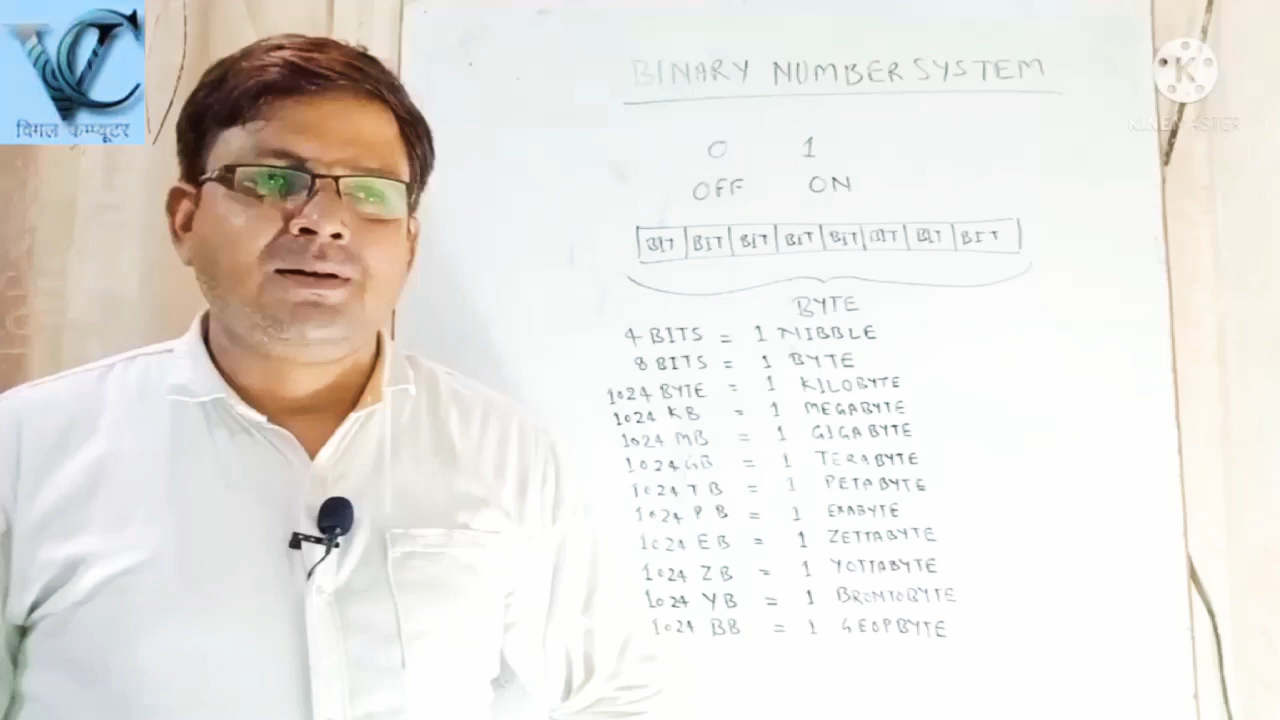 VC
विमल कम्प्यूटर
K
KINEMASTER
BINARY NUMBER SYSTEM
0 1
OFF ON
BIT BIT BIT BIT BIT BIT BIT BIT
BYTE
4 BITS = 1 NIBBLE
8 BITS = 1 BYTE
1024 BYTE = 1 KILOBYTE
1024 KB = 1 MEGABYTE
1024 MB = 1 GIGABYTE
1024 GB = 1 TERABYTE
1024 TB = 1 PETABYTE
1024 PB = 1 EXABYTE
1024 EB = 1 ZETTABYTE
1024 ZB = 1 YOTTABYTE
1024 YB = 1 BRONTOBYTE
1024 BB = 1 GEOPBYTE